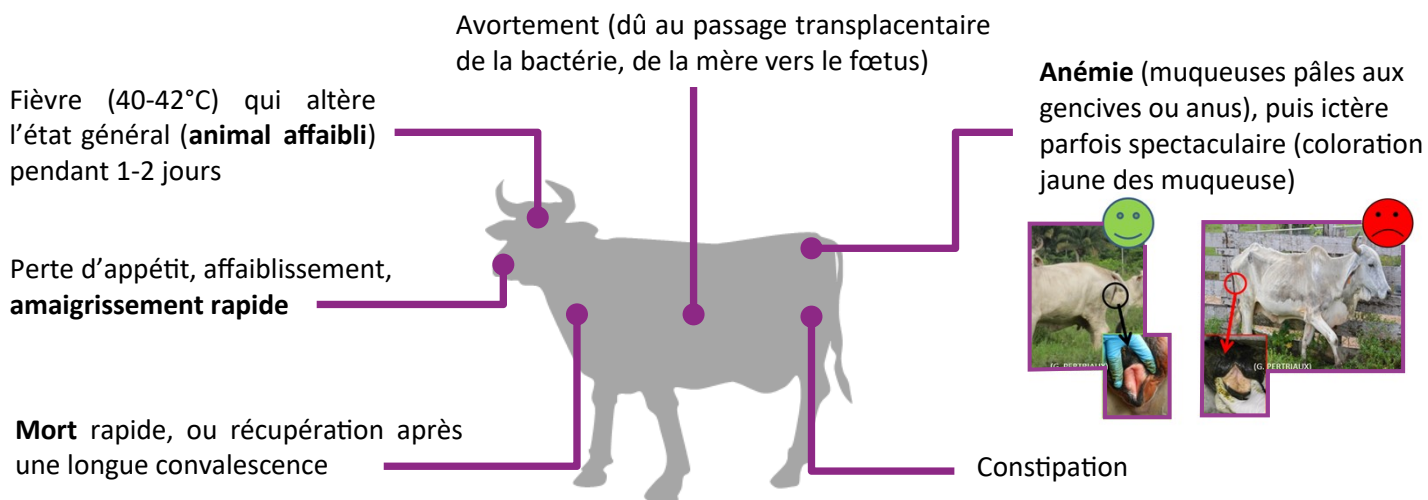 Avortement (dû au passage transplacentaire
de la bactérie, de la mère vers le fœtus)
Fièvre (40-42°C) qui altère
l’état général (animal affaibli)
pendant 1-2 jours
Anémie (muqueuses pâles aux
gencives ou anus), puis ictère
parfois spectaculaire (coloration
jaune des muqueuse)
Perte d’appétit, affaiblissement,
amaigrissement rapide
(G. PERTRIAUX)
(G. PERTRIAUX)
Mort rapide, ou récupération après
une longue convalescence
Constipation